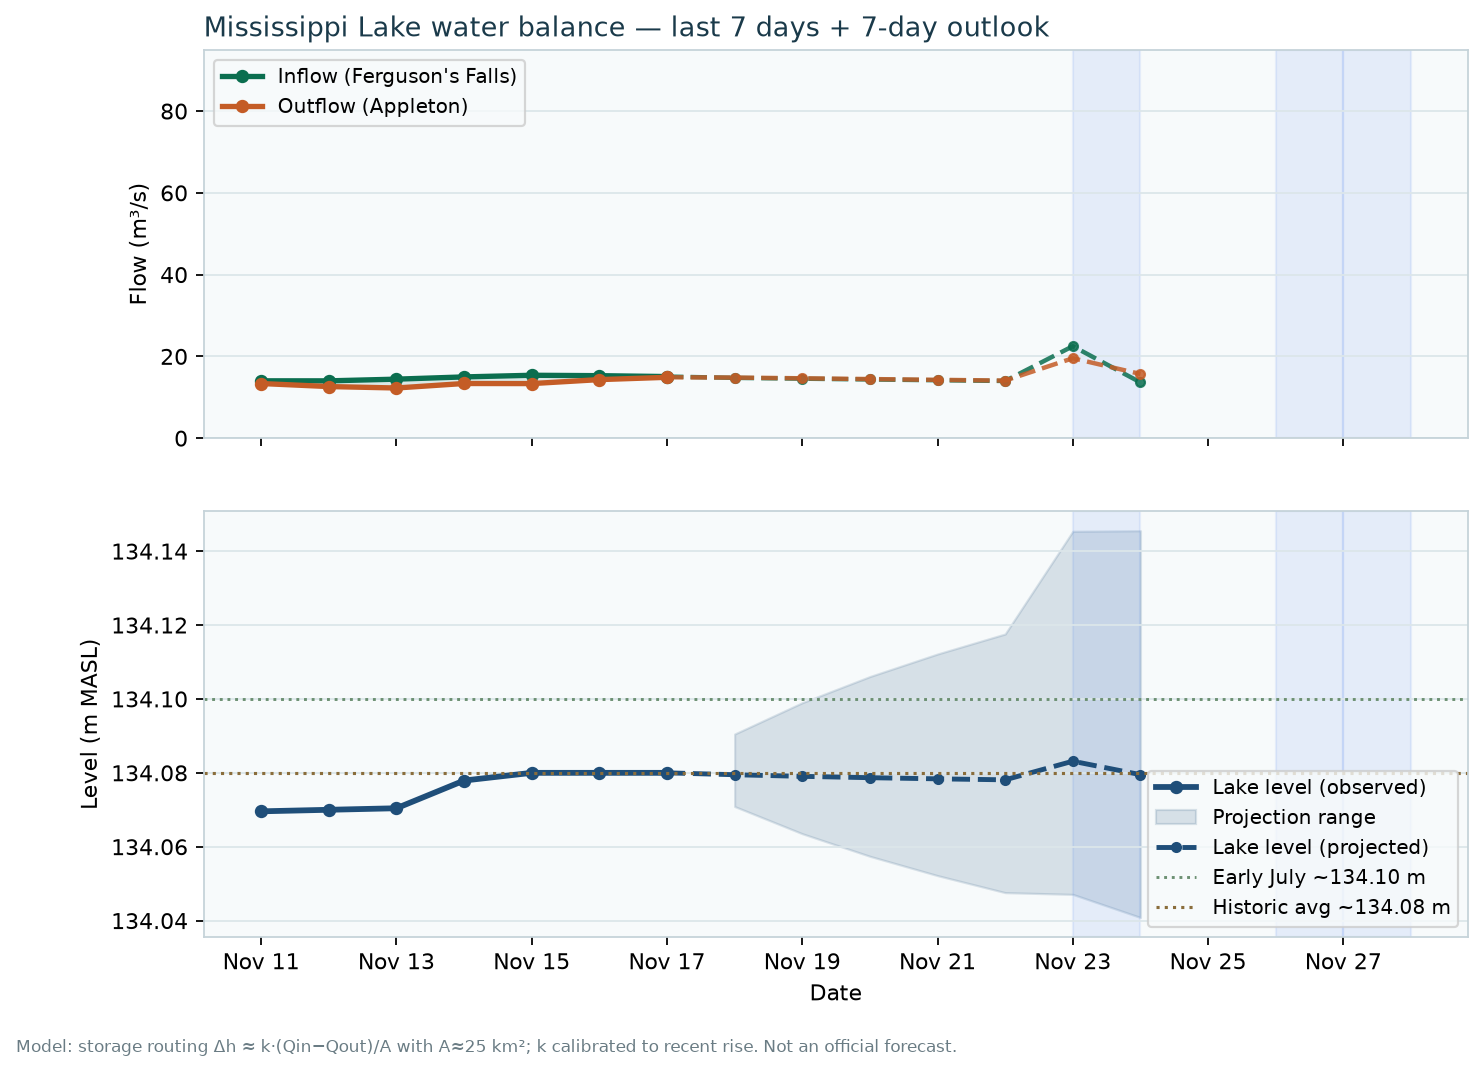 Mississippi Lake water balance — last 7 days + 7-day outlook
Inflow (Ferguson's Falls)
Outflow (Appleton)
Flow (m³/s)
80
60
40
20
0
Level (m MASL)
134.14
134.12
134.10
134.08
134.06
134.04
Lake level (observed)
Projection range
Lake level (projected)
Early July ~134.10 m
Historic avg ~134.08 m
Nov 11 Nov 13 Nov 15 Nov 17 Nov 19 Nov 21 Nov 23 Nov 25 Nov 27
Date
Model: storage routing Δh ≈ k·(Qin−Qout)/A with A≈25 km²; k calibrated to recent rise. Not an official forecast.